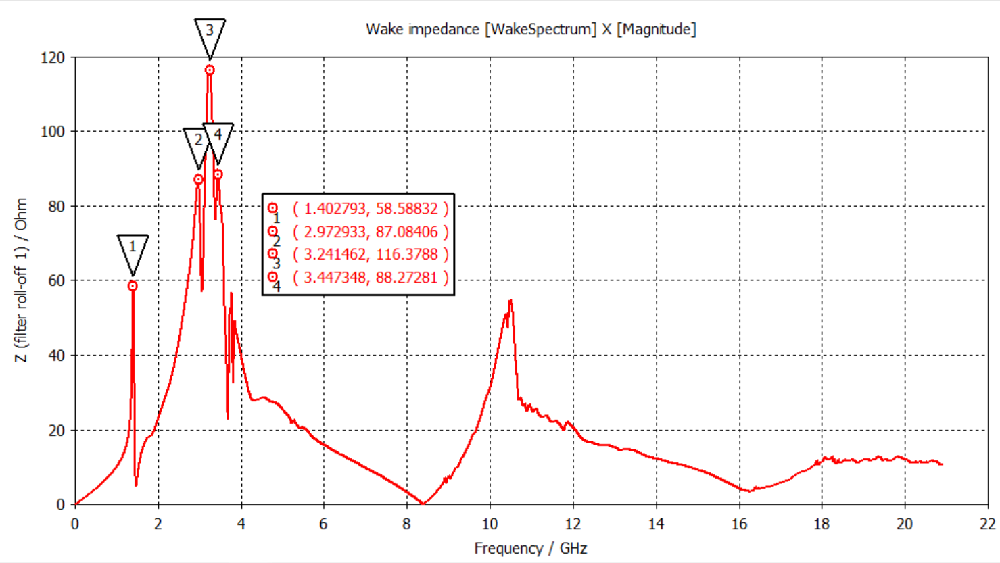 Wake impedance [WakeSpectrum] X [Magnitude]
3
2
4
1
120
100
80
60
40
20
0
Z (filter roll-off 1) / Ohm
1 ( 1.402793, 58.58832 )
2 ( 2.972933, 87.08406 )
3 ( 3.241462, 116.3788 )
4 ( 3.447348, 88.27281 )
0 2 4 6 8 10 12 14 16 18 20 22
Frequency / GHz